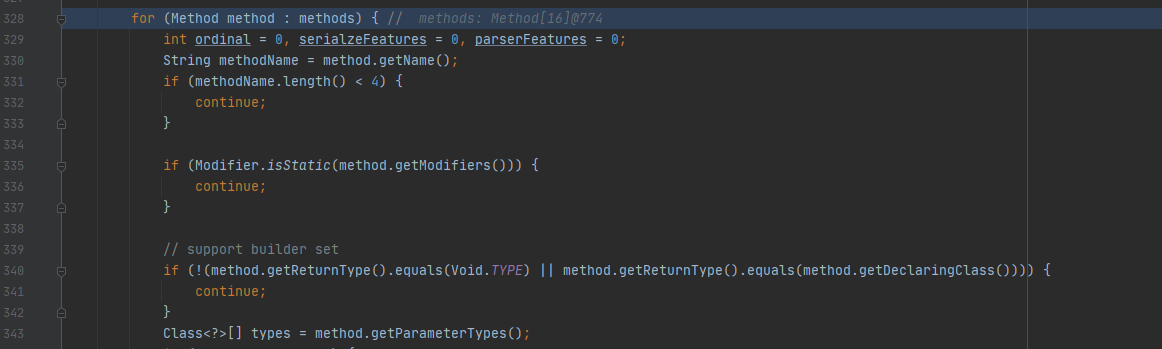 328 for (Method method : methods) { //  methods: Method[16]@774
329 int ordinal = 0, serialzeFeatures = 0, parserFeatures = 0;
330 String methodName = method.getName();
331 if (methodName.length() < 4) {
332 continue;
333 }
334
335 if (Modifier.isStatic(method.getModifiers())) {
336 continue;
337 }
338
339 // support builder set
340 if (!(method.getReturnType().equals(Void.TYPE) || method.getReturnType().equals(method.getDeclaringClass()))) {
341 continue;
342 }
343 Class<?>[] types = method.getParameterTypes();